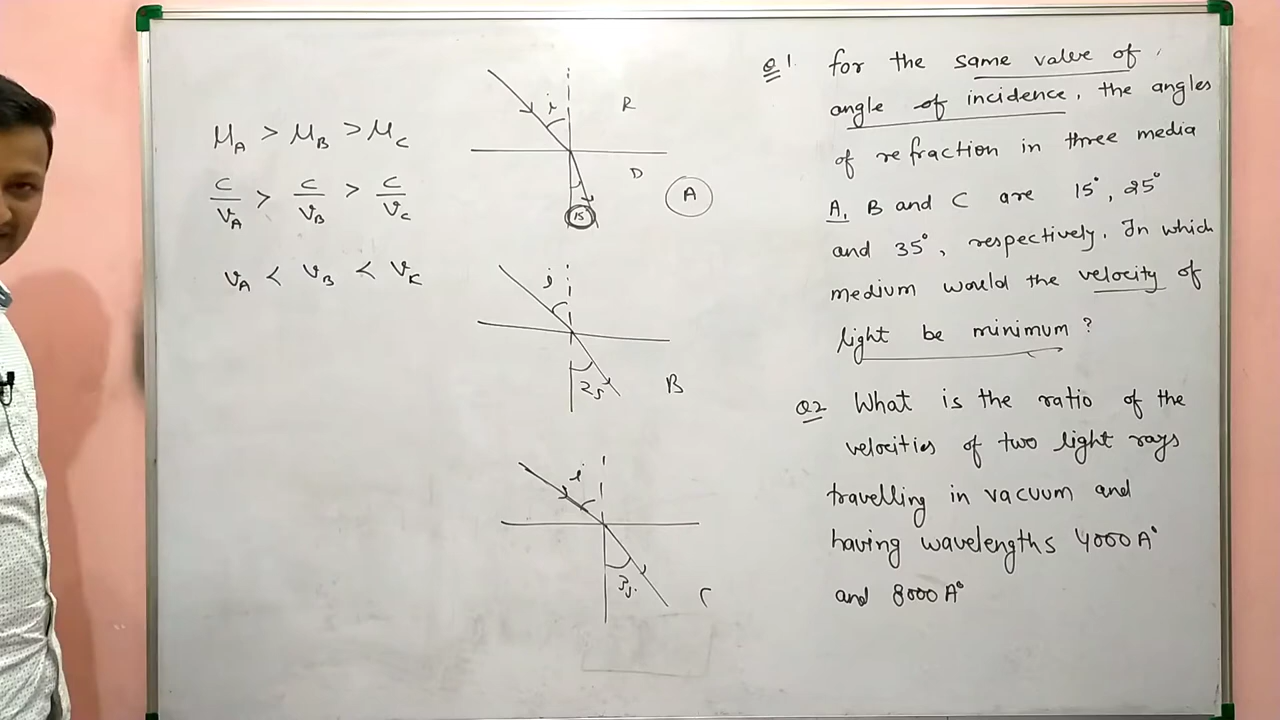 μA > μB > μC
C/vA > C/vB > C/vC
vA < vB < vC
i
R
D
15
A
i
25
B
i
35
C
Q1. for the same value of
angle of incidence, the angles
of refraction in three media
A, B and C are 15°, 25°
and 35°, respectively. In which
medium would the velocity of
light be minimum?
Q2 What is the ratio of the
velocities of two light rays
travelling in vacuum and
having wavelengths 4000A°
and 8000A°